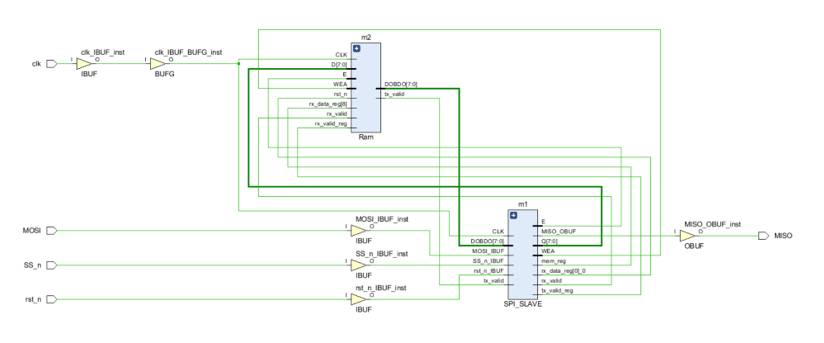 clk
I
clk_IBUF_inst
O
IBUF
I
clk_IBUF_BUFG_inst
O
BUFG
m2
CLK
D[7:0]
E
WEA
rst_n
rx_data_reg[8]
rx_valid
rx_valid_reg
DOBDO[7:0]
tx_valid
Ram
MOSI
I
MOSI_IBUF_inst
O
IBUF
SS_n
I
SS_n_IBUF_inst
O
IBUF
rst_n
I
rst_n_IBUF_inst
O
IBUF
m1
CLK
DOBDO[7:0]
MOSI_IBUF
SS_n_IBUF
rst_n_IBUF
tx_valid
E
MISO_OBUF
Q[7:0]
WEA
mem_reg
rx_data_reg[0]_0
rx_valid
tx_valid_reg
SPI_SLAVE
MISO_OBUF_inst
I
O
OBUF
MISO